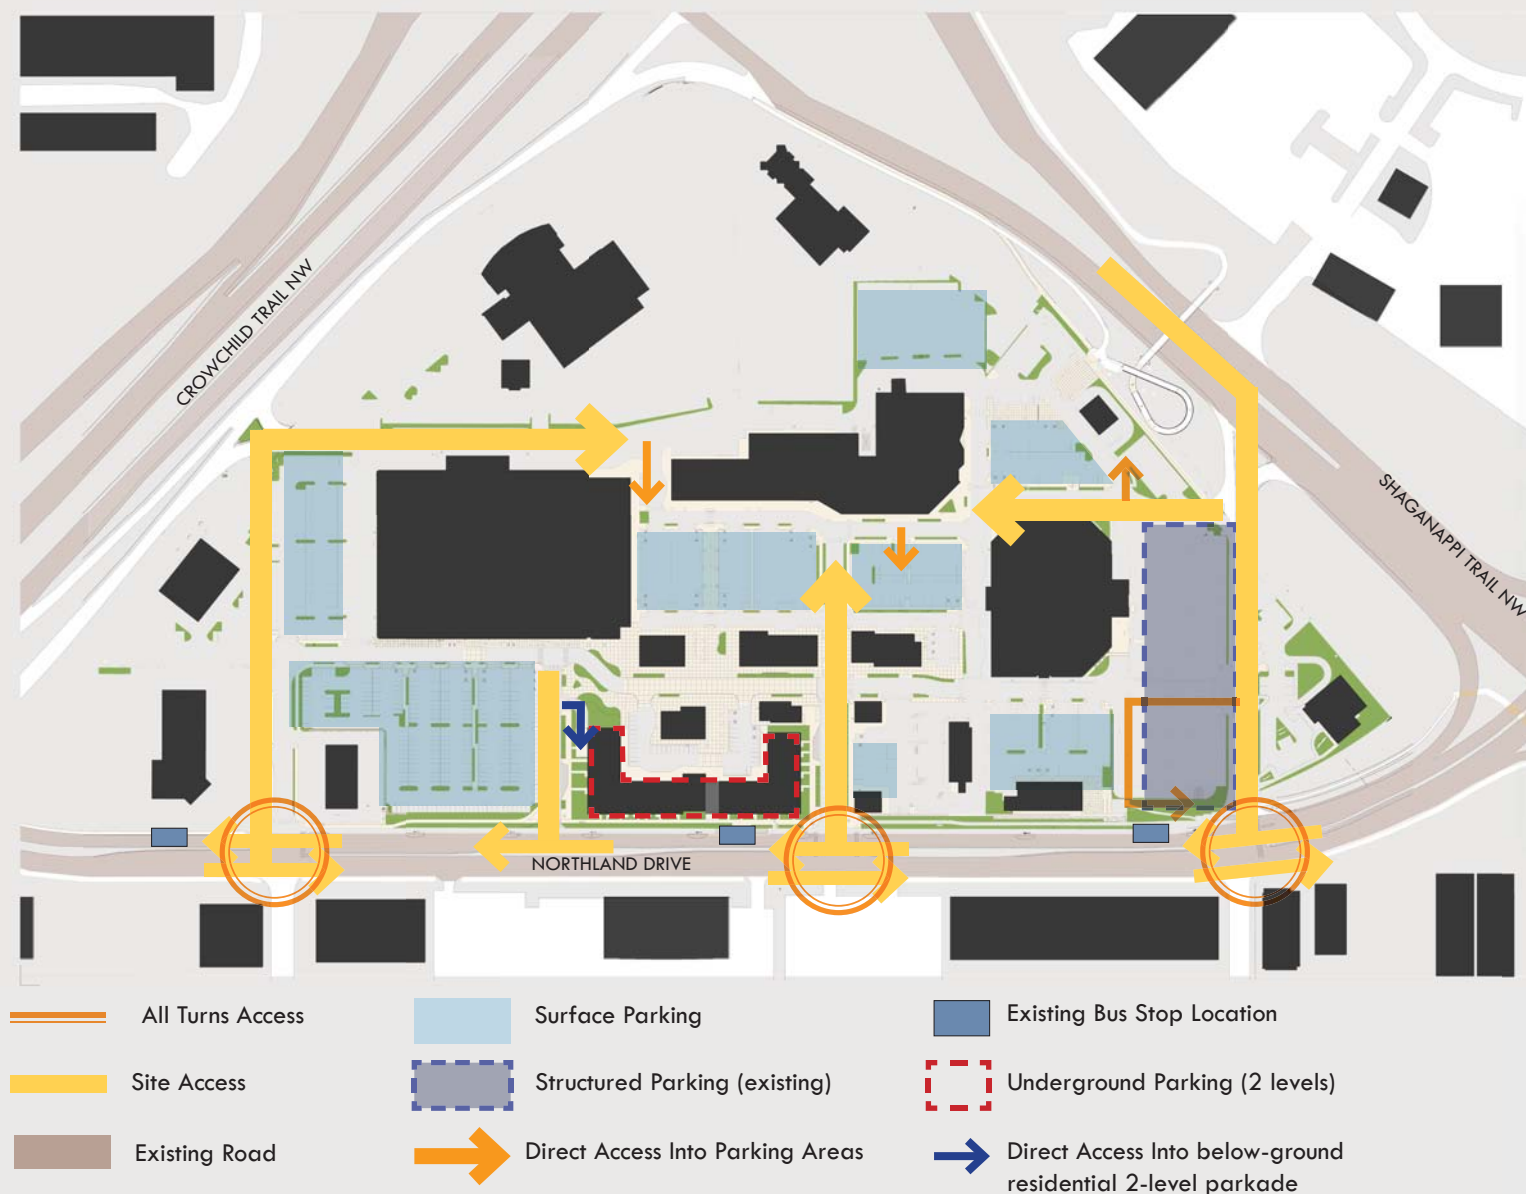 CROWCHILD TRAIL NW
SHAGANAPPI TRAIL NW
NORTHLAND DRIVE
All Turns Access
Surface Parking
Existing Bus Stop Location
Site Access
Structured Parking (existing)
Underground Parking (2 levels)
Existing Road
Direct Access Into Parking Areas
Direct Access Into below-ground
residential 2-level parkade